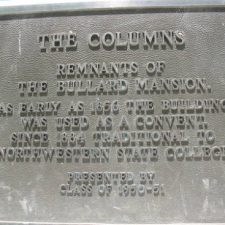 THE COLUMNS
REMNANTS OF
THE BULLARD MANSION.
AS EARLY AS THE BUILDING
WAS USED AS A CONVENT.
SINCE 1884 TRADITIONAL TO
NORTHWESTERN STATE COLLEGE
PRESENTED BY
CLASS OF 1950-51